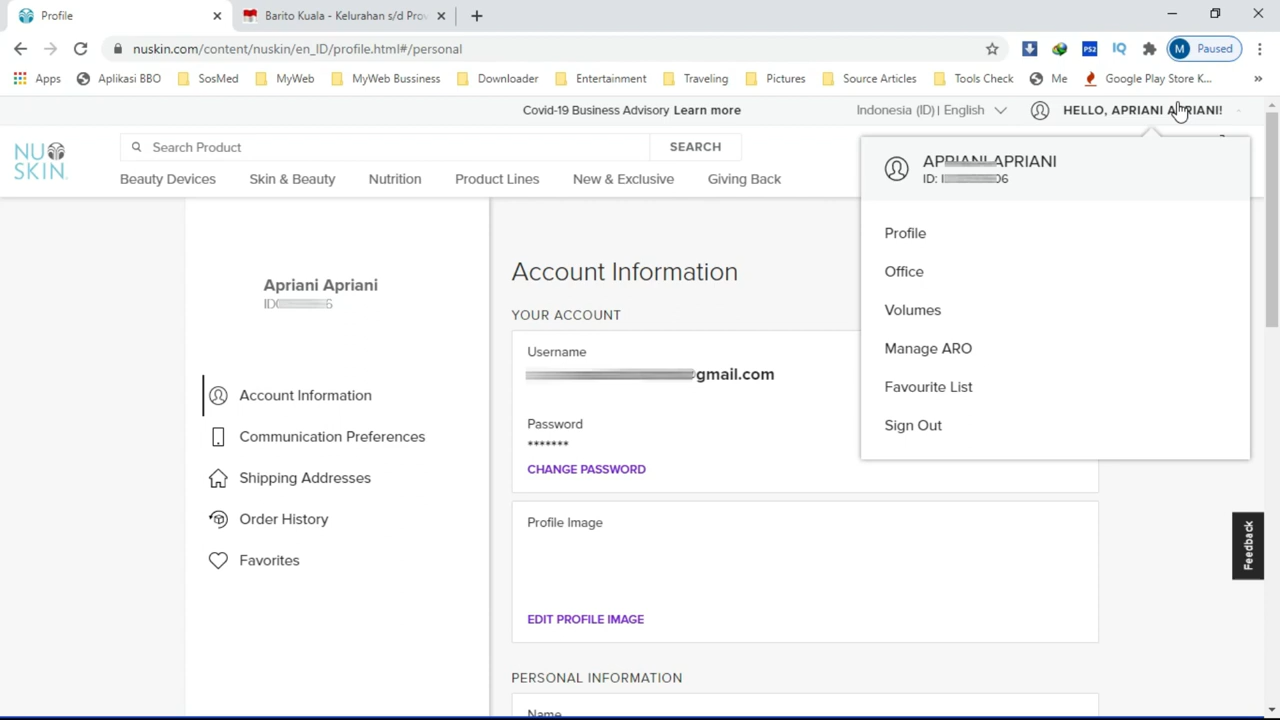 Profile
Barito Kuala - Kelurahan s/d Prov
nuskin.com/content/nuskin/en_ID/profile.html#/personal
PS2
IQ
M Paused
Apps
Aplikasi BBO
SosMed
MyWeb
MyWeb Bussiness
Downloader
Entertainment
Traveling
Pictures
Source Articles
Tools Check
Me
Google Play Store K...
»
Covid-19 Business Advisory Learn more
Indonesia (ID) | English
HELLO, APRIANI APRIANI!
NU
SKIN.
Search Product
SEARCH
Beauty Devices
Skin & Beauty
Nutrition
Product Lines
New & Exclusive
Giving Back
APRIANI APRIANI
ID: 06
Profile
Office
Volumes
Manage ARO
Favourite List
Sign Out
Apriani Apriani
ID 6
Account Information
Communication Preferences
Shipping Addresses
Order History
Favorites
Account Information
YOUR ACCOUNT
Username
gmail.com
Password
*******
CHANGE PASSWORD
Profile Image
EDIT PROFILE IMAGE
PERSONAL INFORMATION
Name
Feedback